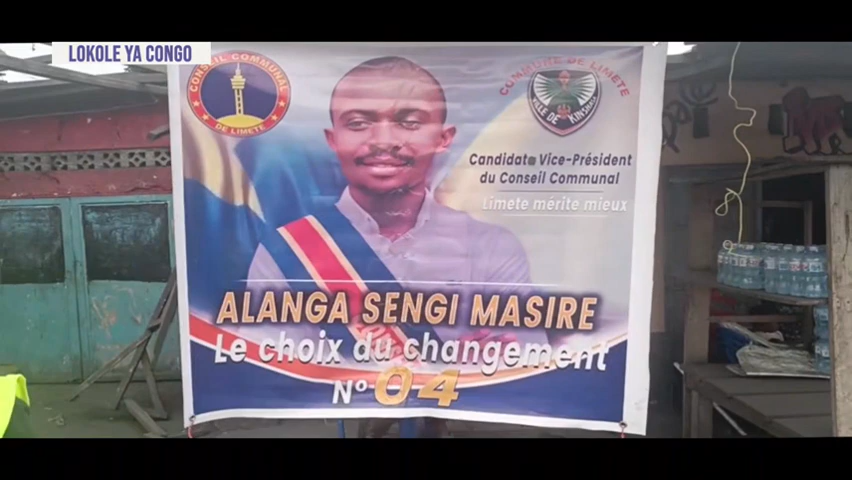 LOKOLE YA CONGO
CONSEIL COMMUNAL
DE LIMETE
COMMUNE DE LIMETE
VILLE DE KINSHASA
Candidate Vice-Président
du Conseil Communal
Limete mérite mieux
ALANGA SENGI MASIRE
Le choix du changement
N° 04